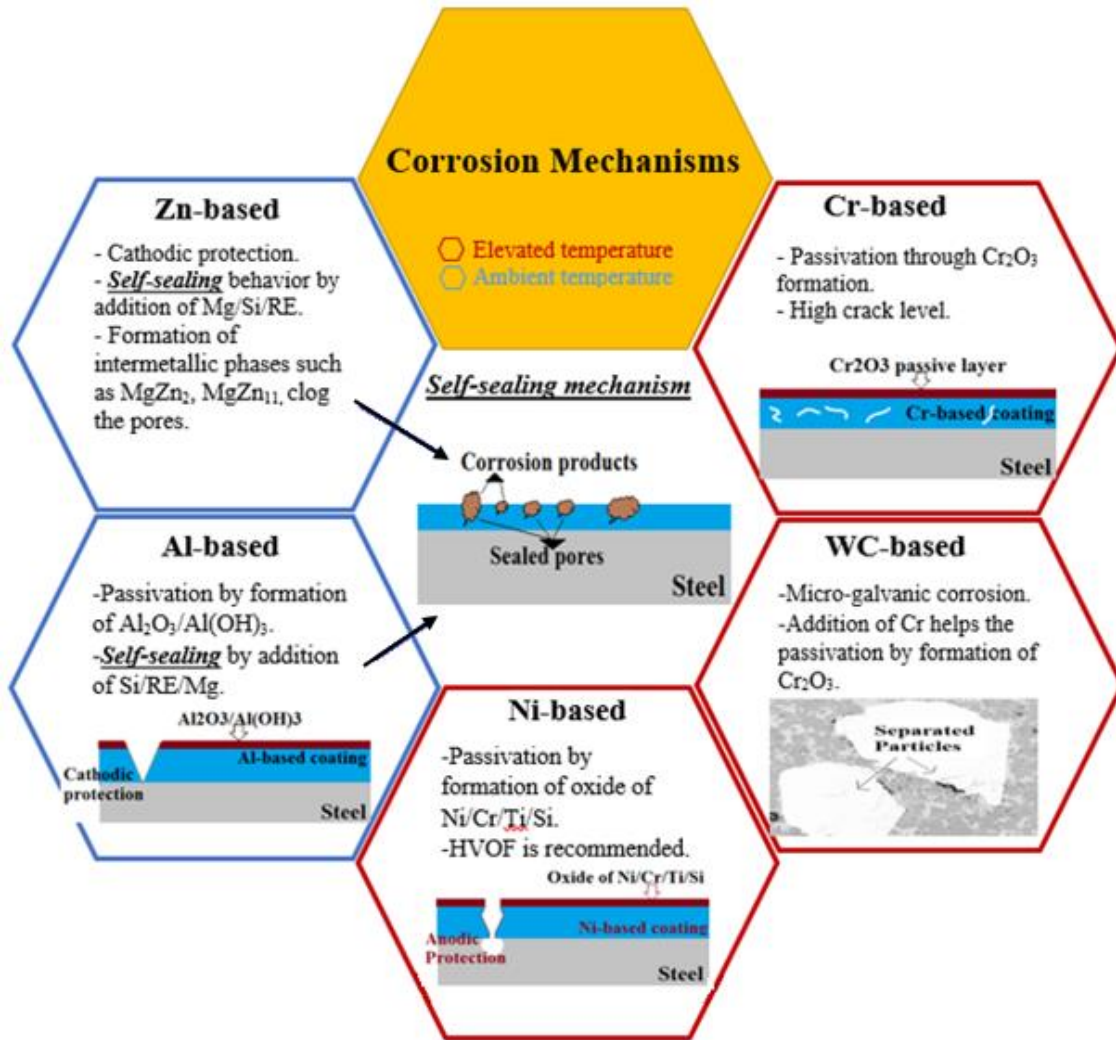 Corrosion Mechanisms
Elevated temperature
Ambient temperature
Zn-based
- Cathodic protection.
- Self-sealing behavior by
addition of Mg/Si/RE.
- Formation of
intermetallic phases such
as MgZn₂, MgZn₁₁, clog
the pores.
Cr-based
- Passivation through Cr₂O₃
formation.
- High crack level.
Cr2O3 passive layer
Cr-based coating
Steel
Self-sealing mechanism
Corrosion products
Sealed pores
Steel
Al-based
-Passivation by formation
of Al₂O₃/Al(OH)₃.
-Self-sealing by addition
of Si/RE/Mg.
Al2O3/Al(OH)3
Al-based coating
Cathodic
protection
Steel
WC-based
-Micro-galvanic corrosion.
-Addition of Cr helps the
passivation by formation of
Cr₂O₃.
Separated
Particles
Ni-based
-Passivation by
formation of oxide of
Ni/Cr/Ti/Si.
-HVOF is recommended.
Oxide of Ni/Cr/Ti/Si
Ni-based coating
Anodic
Protection
Steel